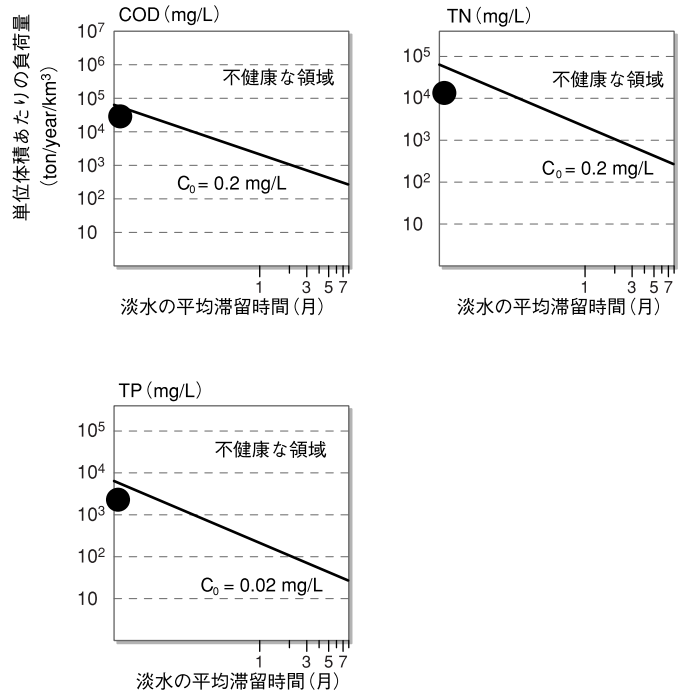 COD（mg/L）
単位体積あたりの負荷量
（ton/year/km³）
10⁷
10⁶
10⁵
10⁴
10³
10²
10
不健康な領域
C₀ = 0.2 mg/L
1 3 5 7
淡水の平均滞留時間（月）
TN（mg/L）
10⁵
10⁴
10³
10²
10
不健康な領域
C₀ = 0.2 mg/L
1 3 5 7
淡水の平均滞留時間（月）
TP（mg/L）
10⁵
10⁴
10³
10²
10
不健康な領域
C₀ = 0.02 mg/L
1 3 5 7
淡水の平均滞留時間（月）